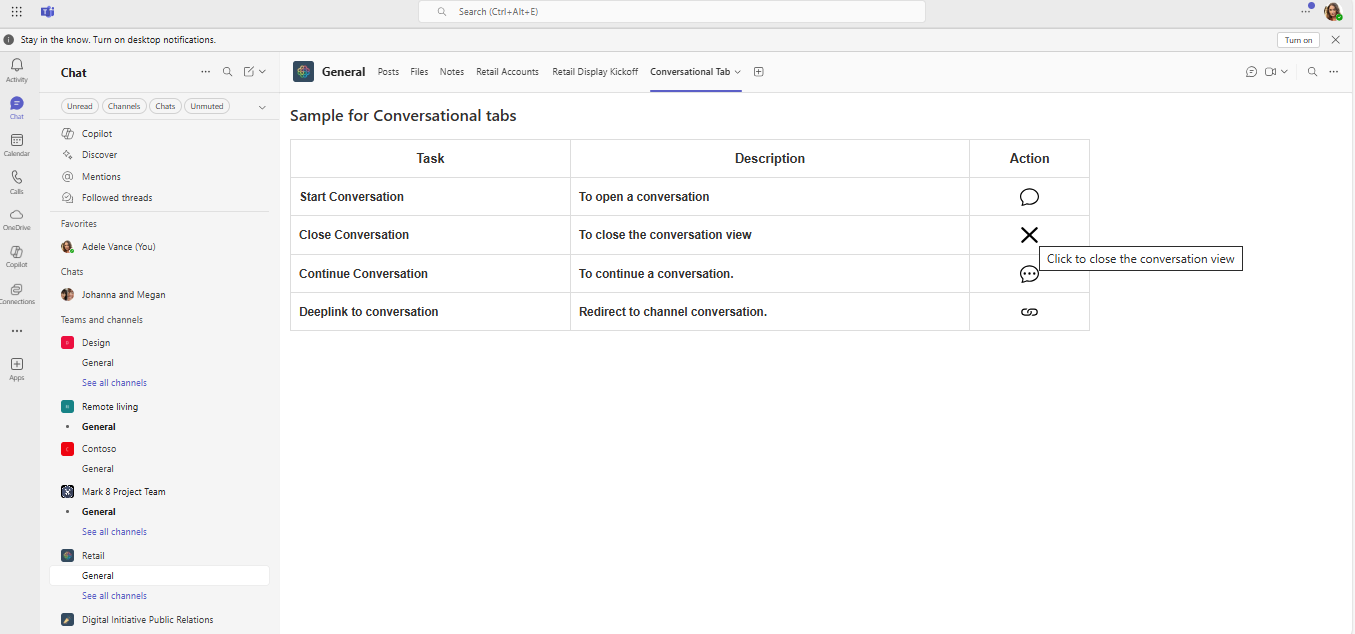 Search (Ctrl+Alt+E)
Stay in the know. Turn on desktop notifications.
Turn on
Activity
Chat
Calendar
Calls
OneDrive
Copilot
Connections
Apps
Chat
Unread Channels Chats Unmuted
Copilot
Discover
Mentions
Followed threads
Favorites
Adele Vance (You)
Chats
Johanna and Megan
Teams and channels
Design
General
See all channels
Remote living
General
Contoso
General
Mark 8 Project Team
General
See all channels
Retail
General
See all channels
Digital Initiative Public Relations
General Posts Files Notes Retail Accounts Retail Display Kickoff Conversational Tab
Sample for Conversational tabs
Task Description Action
Start Conversation To open a conversation
Close Conversation To close the conversation view
Click to close the conversation view
Continue Conversation To continue a conversation.
Deeplink to conversation Redirect to channel conversation.